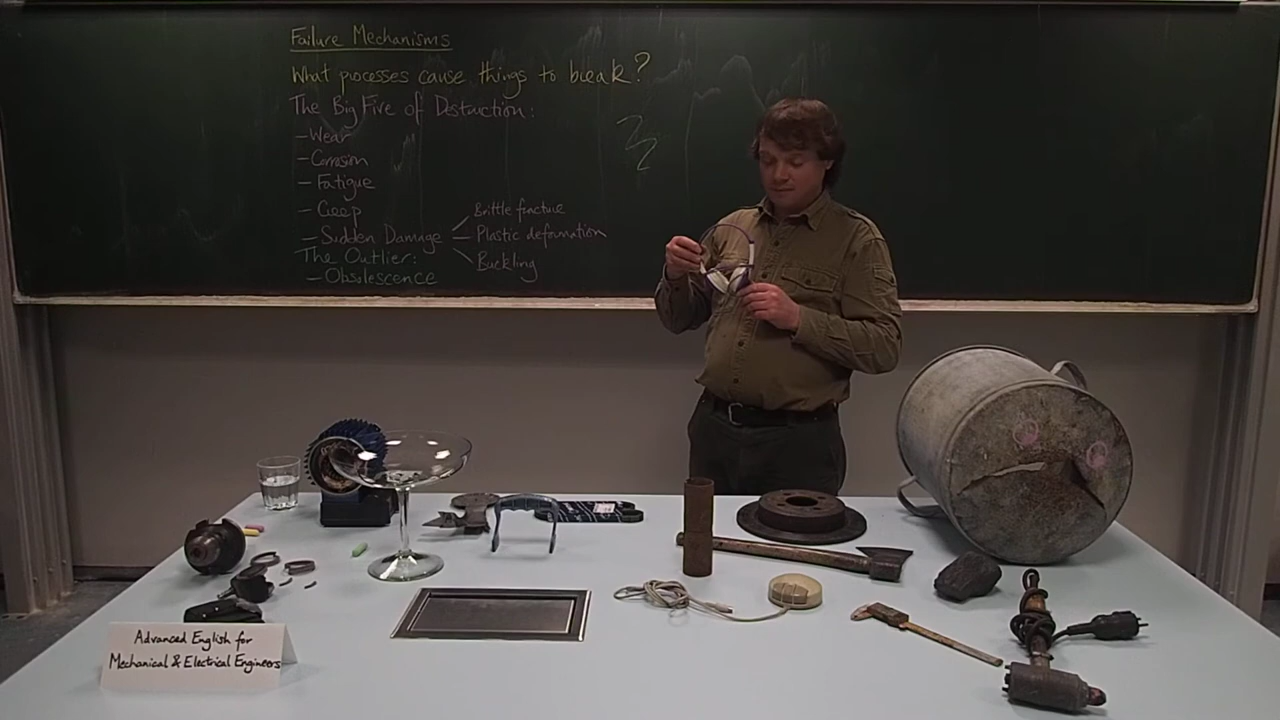 Failure Mechanisms
What processes cause things to break?
The Big Five of Destruction:
- Wear
- Corrosion
- Fatigue
- Creep
- Sudden Damage
Brittle fracture
Plastic deformation
Buckling
The Outlier:
- Obsolescence
Advanced English for
Mechanical & Electrical Engineers